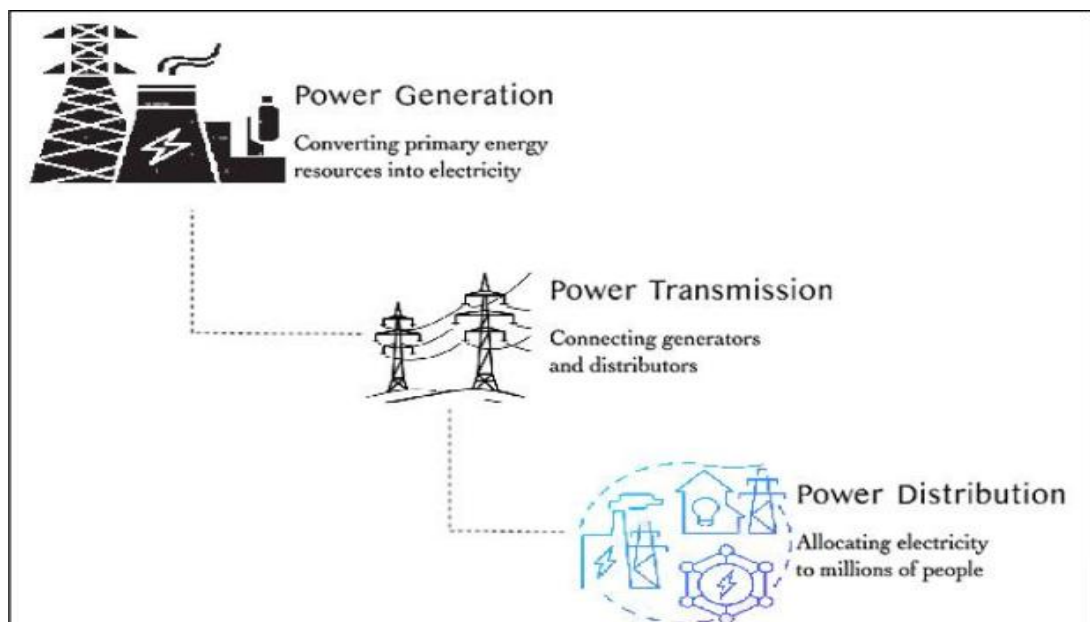 Power Generation
Converting primary energy
resources into electricity
Power Transmission
Connecting generators
and distributors
Power Distribution
Allocating electricity
to millions of people